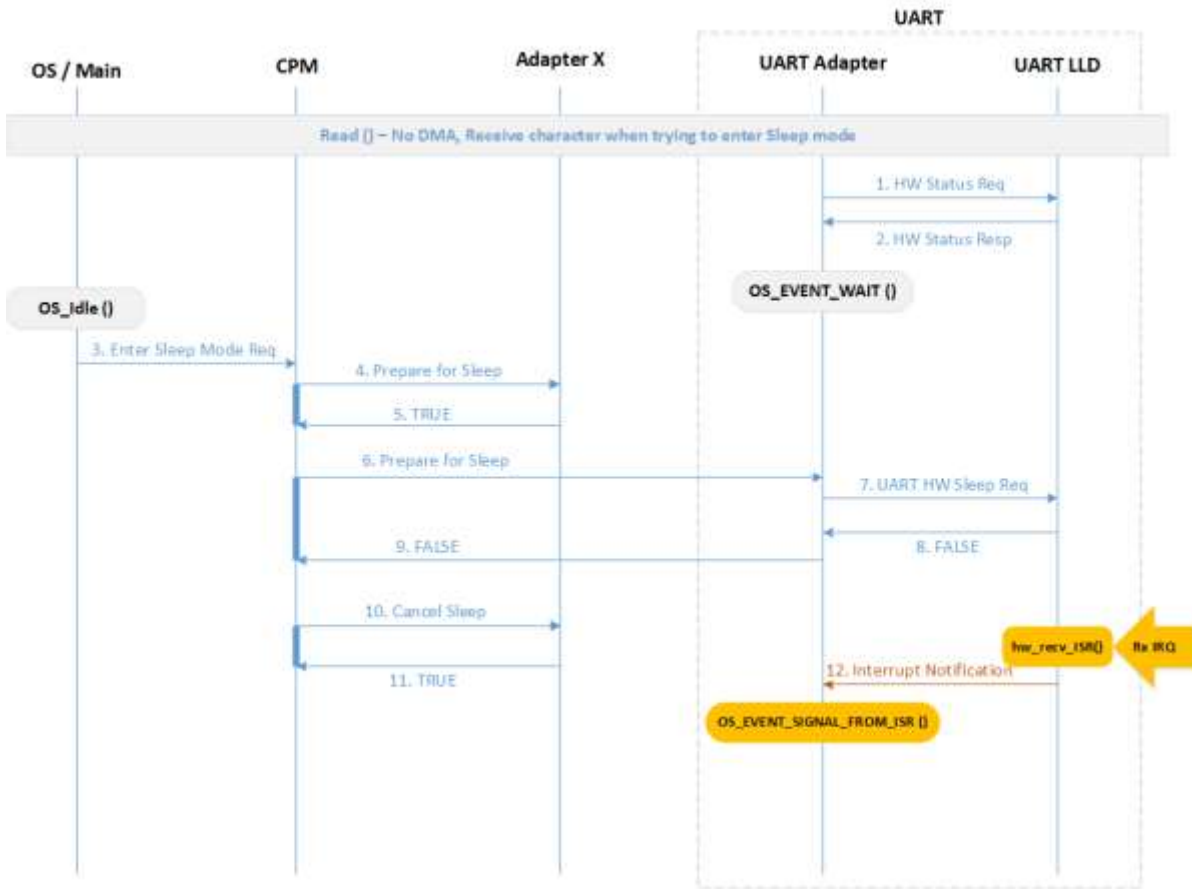 UART
OS / Main
CPM
Adapter X
UART Adapter
UART LLD
Read () – No DMA, Receive character when trying to enter Sleep mode
1. HW Status Req
2. HW Status Resp
OS_EVENT_WAIT ()
OS_Idle ()
3. Enter Sleep Mode Req
4. Prepare for Sleep
5. TRUE
6. Prepare for Sleep
7. UART HW Sleep Req
8. FALSE
9. FALSE
10. Cancel Sleep
hw_recv_ISR()
Rx IRQ
11. TRUE
12. Interrupt Notification
OS_EVENT_SIGNAL_FROM_ISR ()